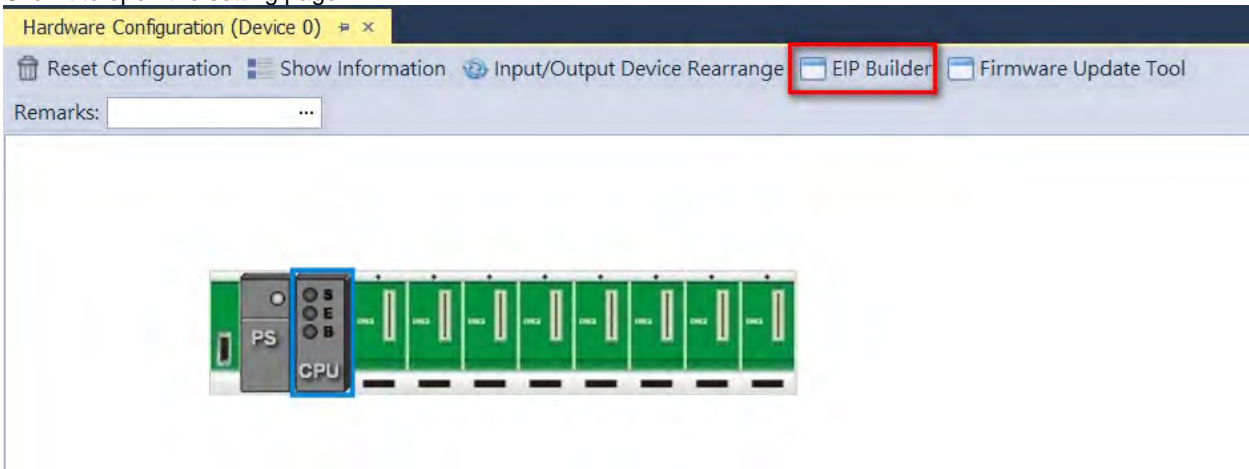 Hardware Configuration (Device 0)
Reset Configuration Show Information Input/Output Device Rearrange EIP Builder Firmware Update Tool
Remarks: ...
S
E
B
PS
CPU